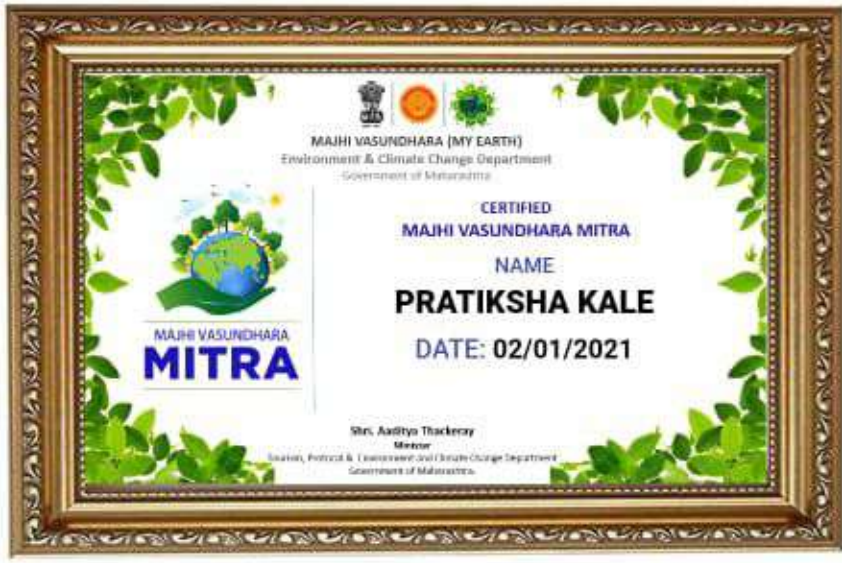 MAJHI VASUNDHARA (MY EARTH)
Environment & Climate Change Department
Government of Maharashtra
CERTIFIED
MAJHI VASUNDHARA MITRA
NAME
PRATIKSHA KALE
DATE: 02/01/2021
MAJHI VASUNDHARA
MITRA
Shri. Aaditya Thackeray
Minister
Tourism, Protocol & Environment and Climate Change Department
Government of Maharashtra